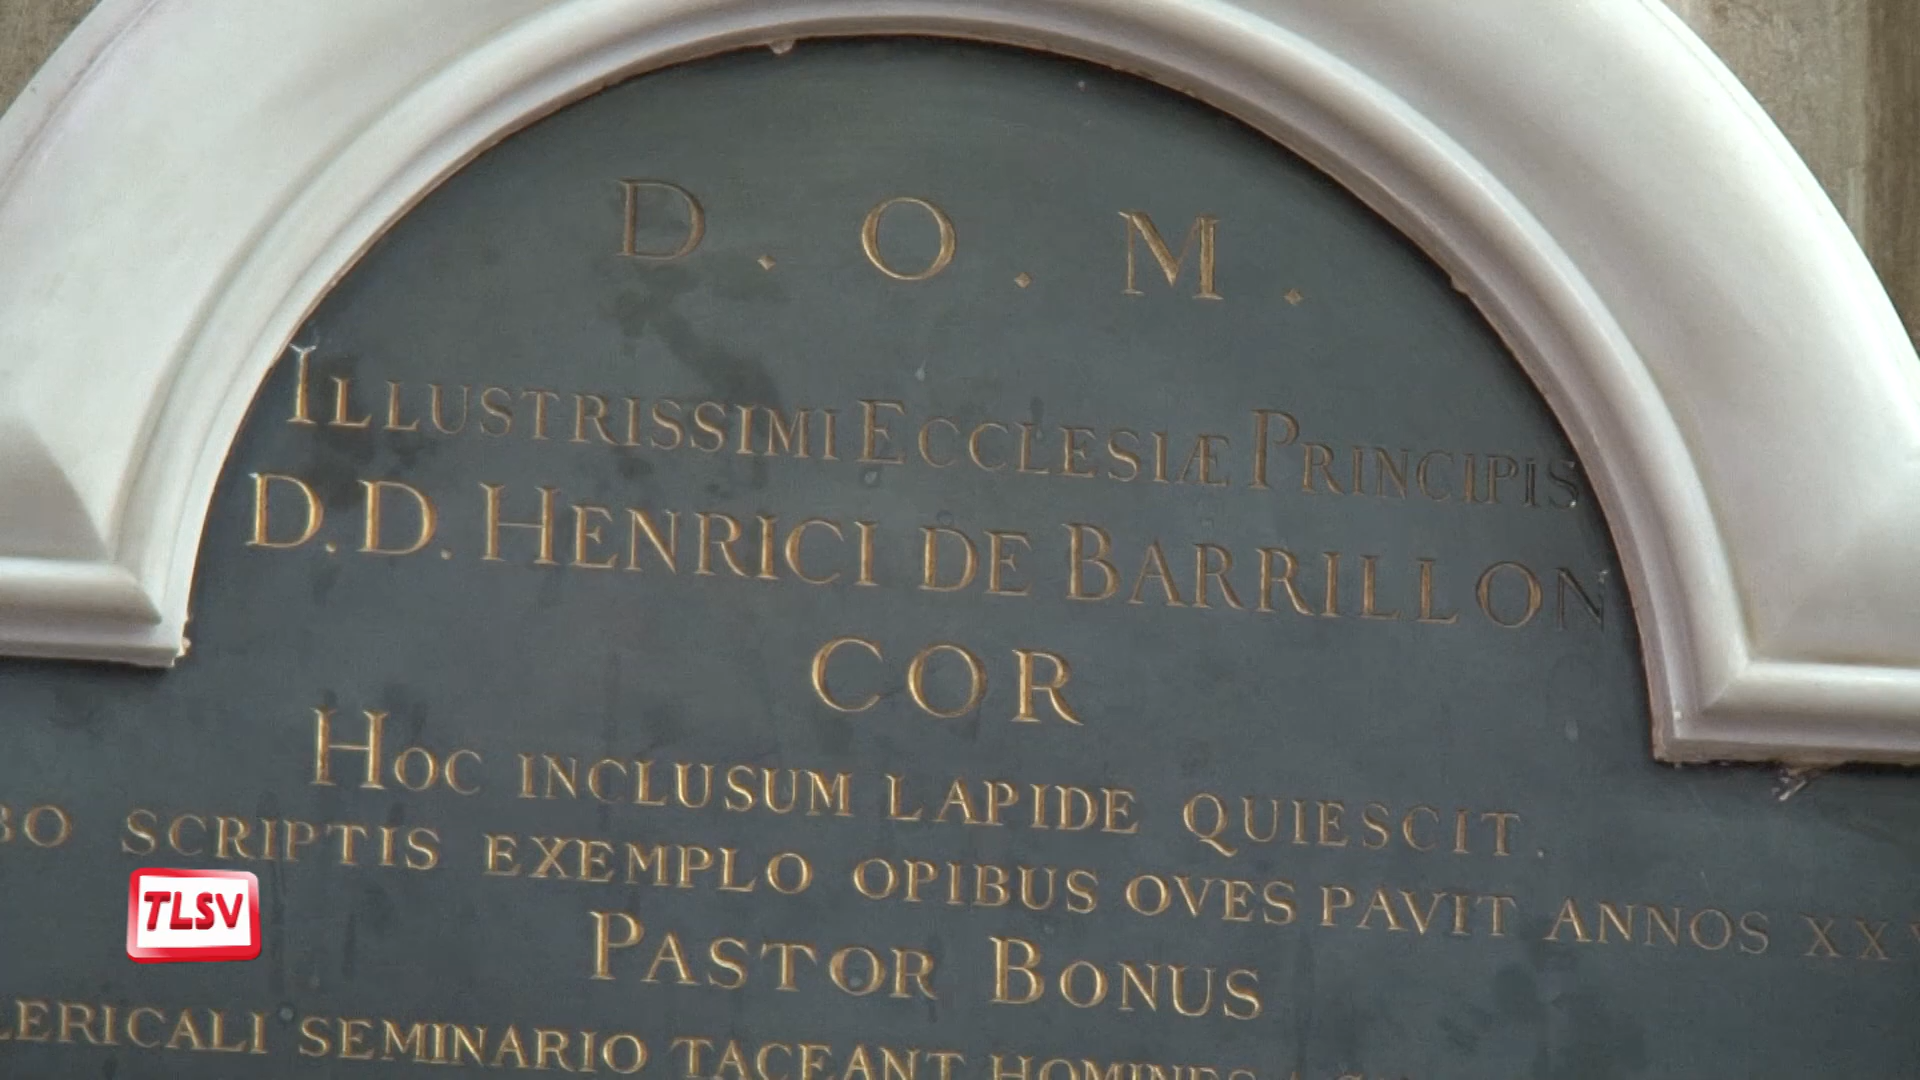 D. O. M.
ILLUSTRISSIMI ECCLESIÆ PRINCIPIS
D. D. HENRICI DE BARRILLON
COR
HOC INCLUSUM LAPIDE QUIESCIT.
SCRIPTIS EXEMPLO OPIBUS OVES PAVIT ANNOS
PASTOR BONUS
SEMINARIO TACEANT HOMINES
TLSV